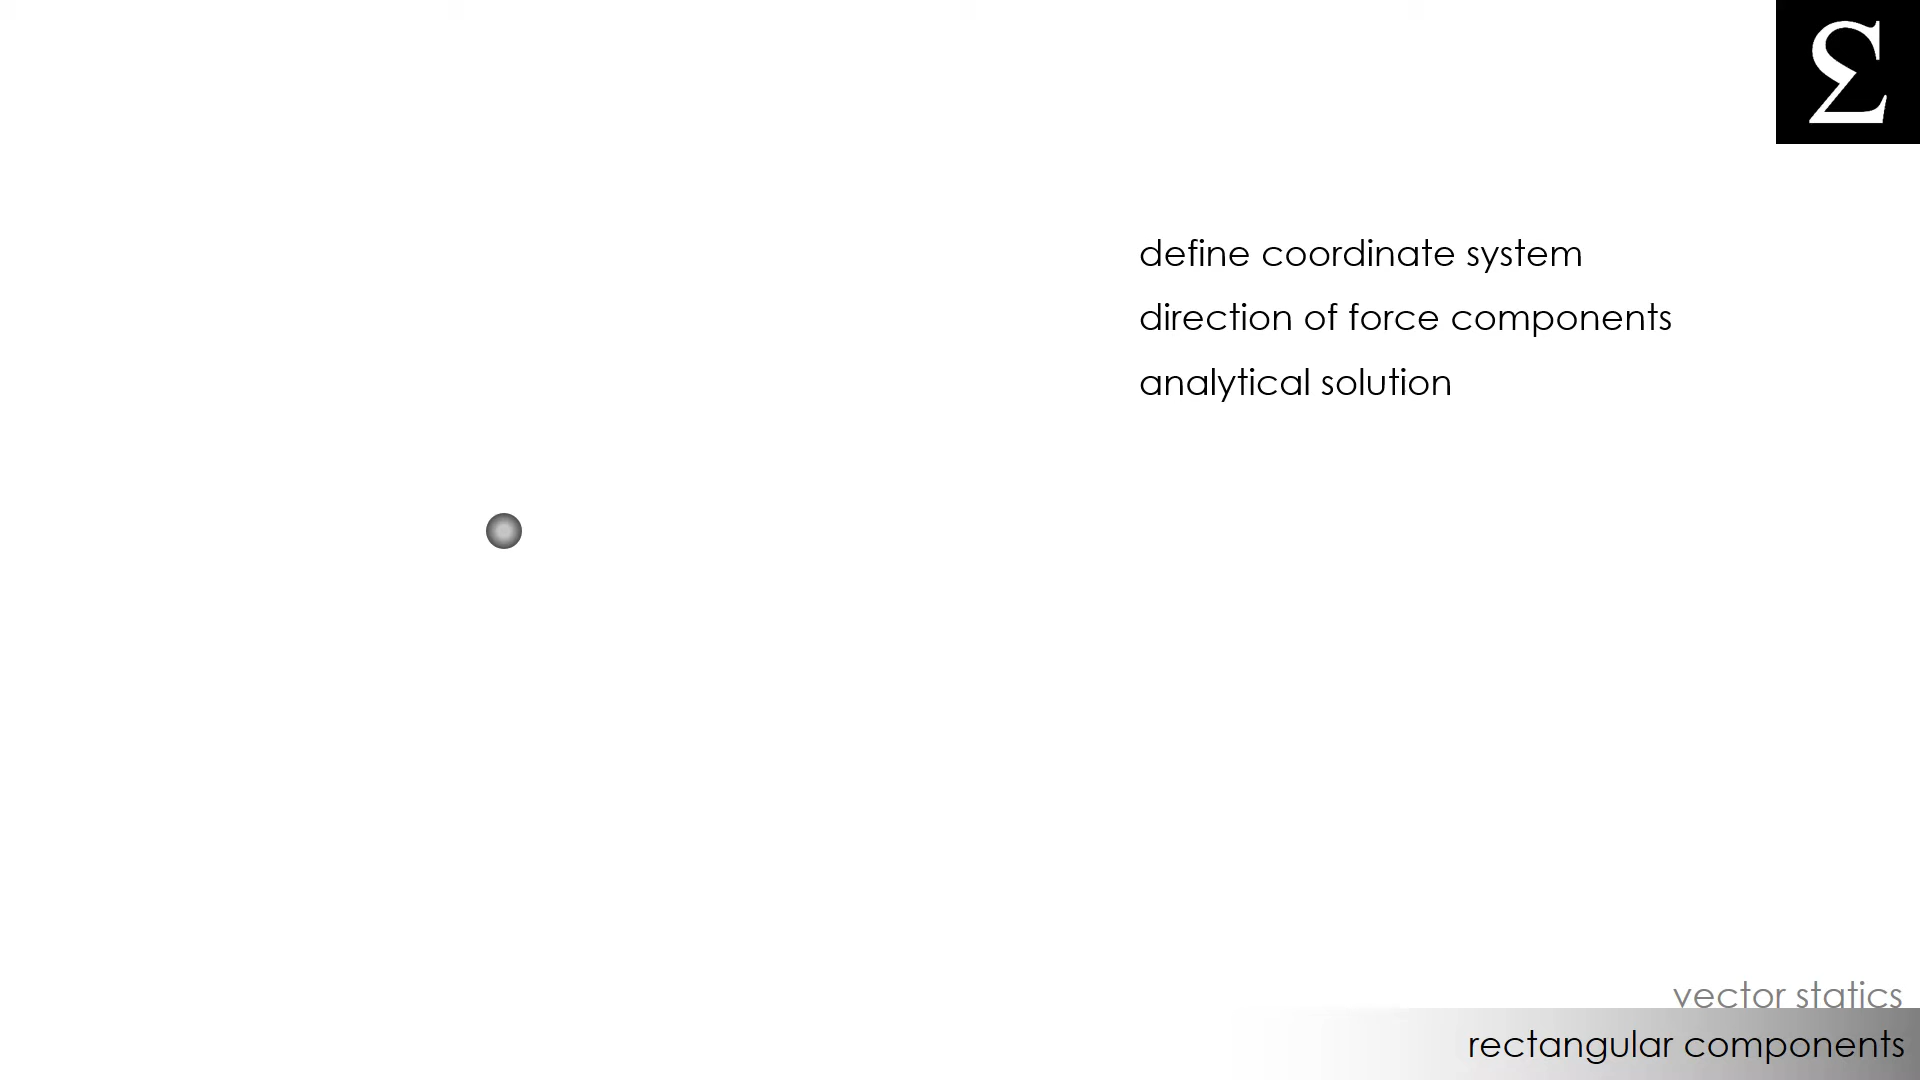 Σ
define coordinate system
direction of force components
analytical solution
vector statics
rectangular components